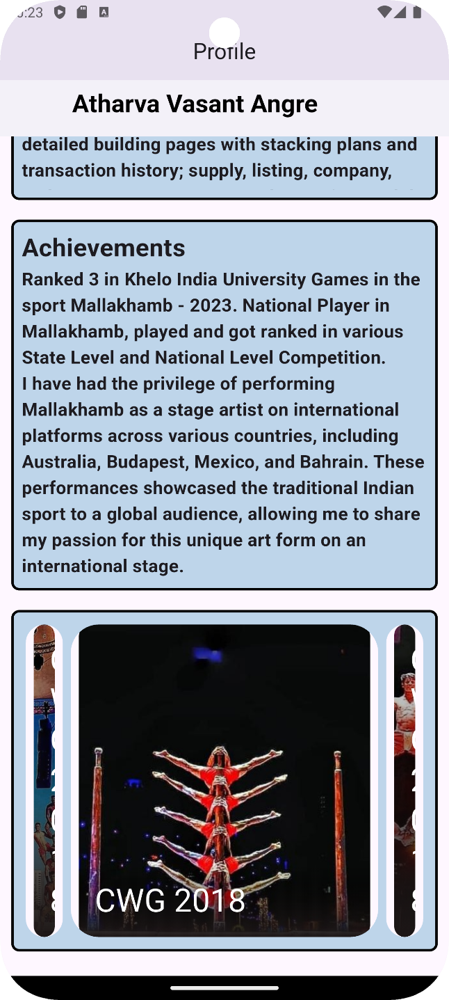 :23
Profile
Atharva Vasant Angre
detailed building pages with stacking plans and
transaction history; supply, listing, company,
Achievements
Ranked 3 in Khelo India University Games in the
sport Mallakhamb - 2023. National Player in
Mallakhamb, played and got ranked in various
State Level and National Level Competition.
I have had the privilege of performing
Mallakhamb as a stage artist on international
platforms across various countries, including
Australia, Budapest, Mexico, and Bahrain. These
performances showcased the traditional Indian
sport to a global audience, allowing me to share
my passion for this unique art form on an
international stage.
CWG 2018